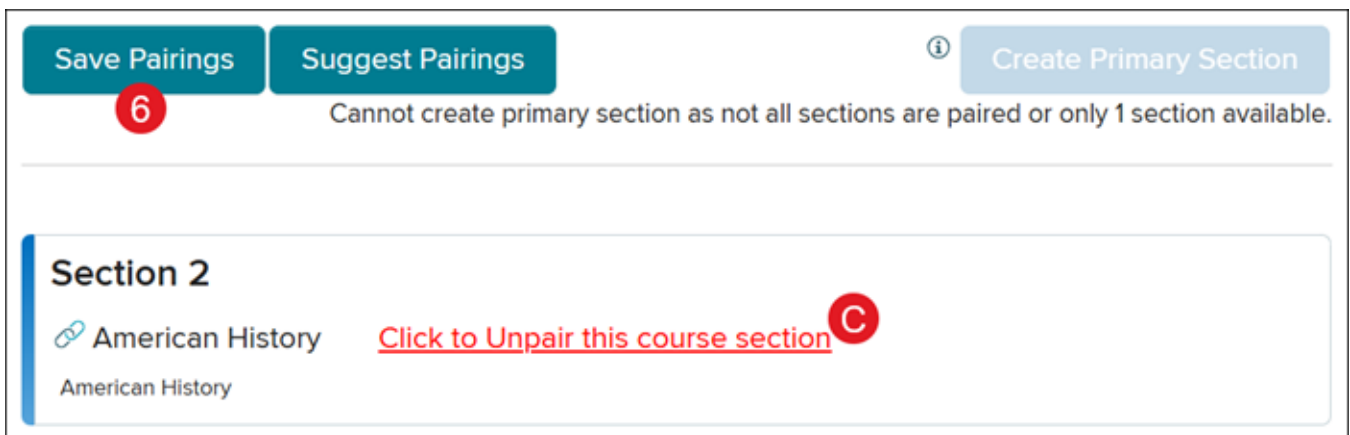 Save Pairings Suggest Pairings Create Primary Section
6
Cannot create primary section as not all sections are paired or only 1 section available.
Section 2
American History Click to Unpair this course section C
American History